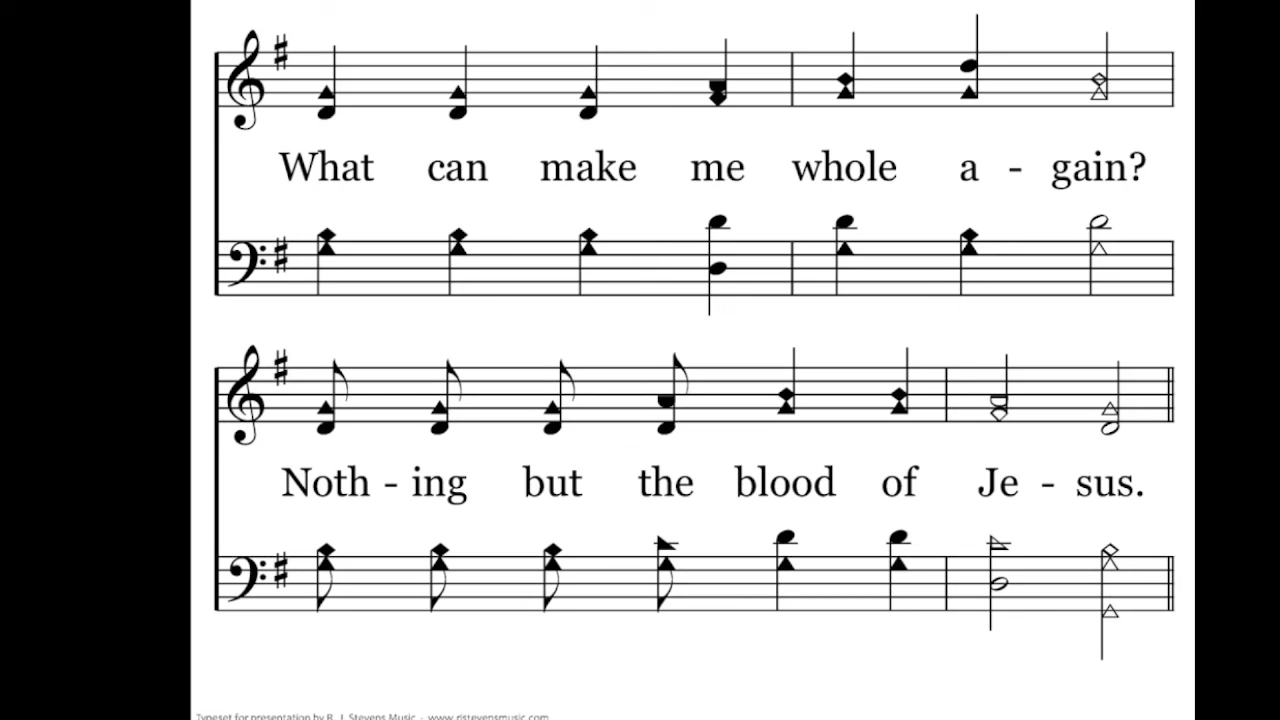 What can make me whole a - gain?
Noth - ing but the blood of Je - sus.
Typeset for presentation by R. J. Stevens Music - www.rjstevensmusic.com